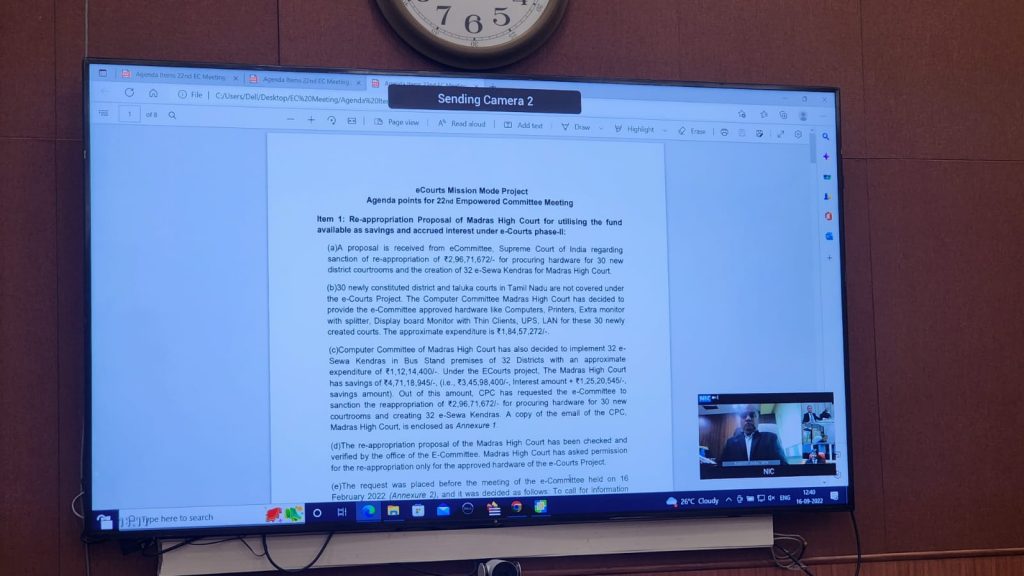 7 6 5
Agenda Items 22nd EC Meeting
Agenda Items 22nd EC Meeting
Sending Camera 2
File | C:/Users/Dell/Desktop/EC%20Meeting/Agenda%20Ite
1 of 8
Page view
Read aloud
Add text
Draw
Highlight
Erase
eCourts Mission Mode Project
Agenda points for 22nd Empowered Committee Meeting
Item 1: Re-appropriation Proposal of Madras High Court for utilising the fund
available as savings and accrued interest under e-Courts phase-II:
(a)A proposal is received from eCommittee, Supreme Court of India regarding
sanction of re-appropriation of ₹2,96,71,672/- for procuring hardware for 30 new
district courtrooms and the creation of 32 e-Sewa Kendras for Madras High Court.
(b)30 newly constituted district and taluka courts in Tamil Nadu are not covered under
the e-Courts Project. The Computer Committee Madras High Court has decided to
provide the e-Committee approved hardware like Computers, Printers, Extra monitor
with splitter, Display board Monitor with Thin Clients, UPS, LAN for these 30 newly
created courts. The approximate expenditure is ₹1,84,57,272/-.
(c)Computer Committee of Madras High Court has also decided to implement 32 e-
Sewa Kendras in Bus Stand premises of 32 Districts with an approximate
expenditure of ₹1,12,14,400/-. Under the ECourts project, The Madras High Court
has savings of ₹4,71,18,945/-, (i.e., ₹3,45,98,400/-, Interest amount + ₹1,25,20,545/-,
savings amount). Out of this amount, CPC has requested the e-Committee to
sanction the reappropriation of ₹2,96,71,672/- for procuring hardware for 30 new
courtrooms and creating 32 e-Sewa Kendras. A copy of the email of the CPC,
Madras High Court, is enclosed as Annexure 1.
(d)The re-appropriation proposal of the Madras High Court has been checked and
verified by the office of the E-Committee. Madras High Court has asked permission
for the re-appropriation only for the approved hardware of the e-Courts Project.
(e)The request was placed before the meeting of the e-Committee held on 16
February 2022 (Annexure 2), and it was decided as follows: To call for information
NIC
NIC
Type here to search
26°C Cloudy
ENG
12:40
16-09-2022